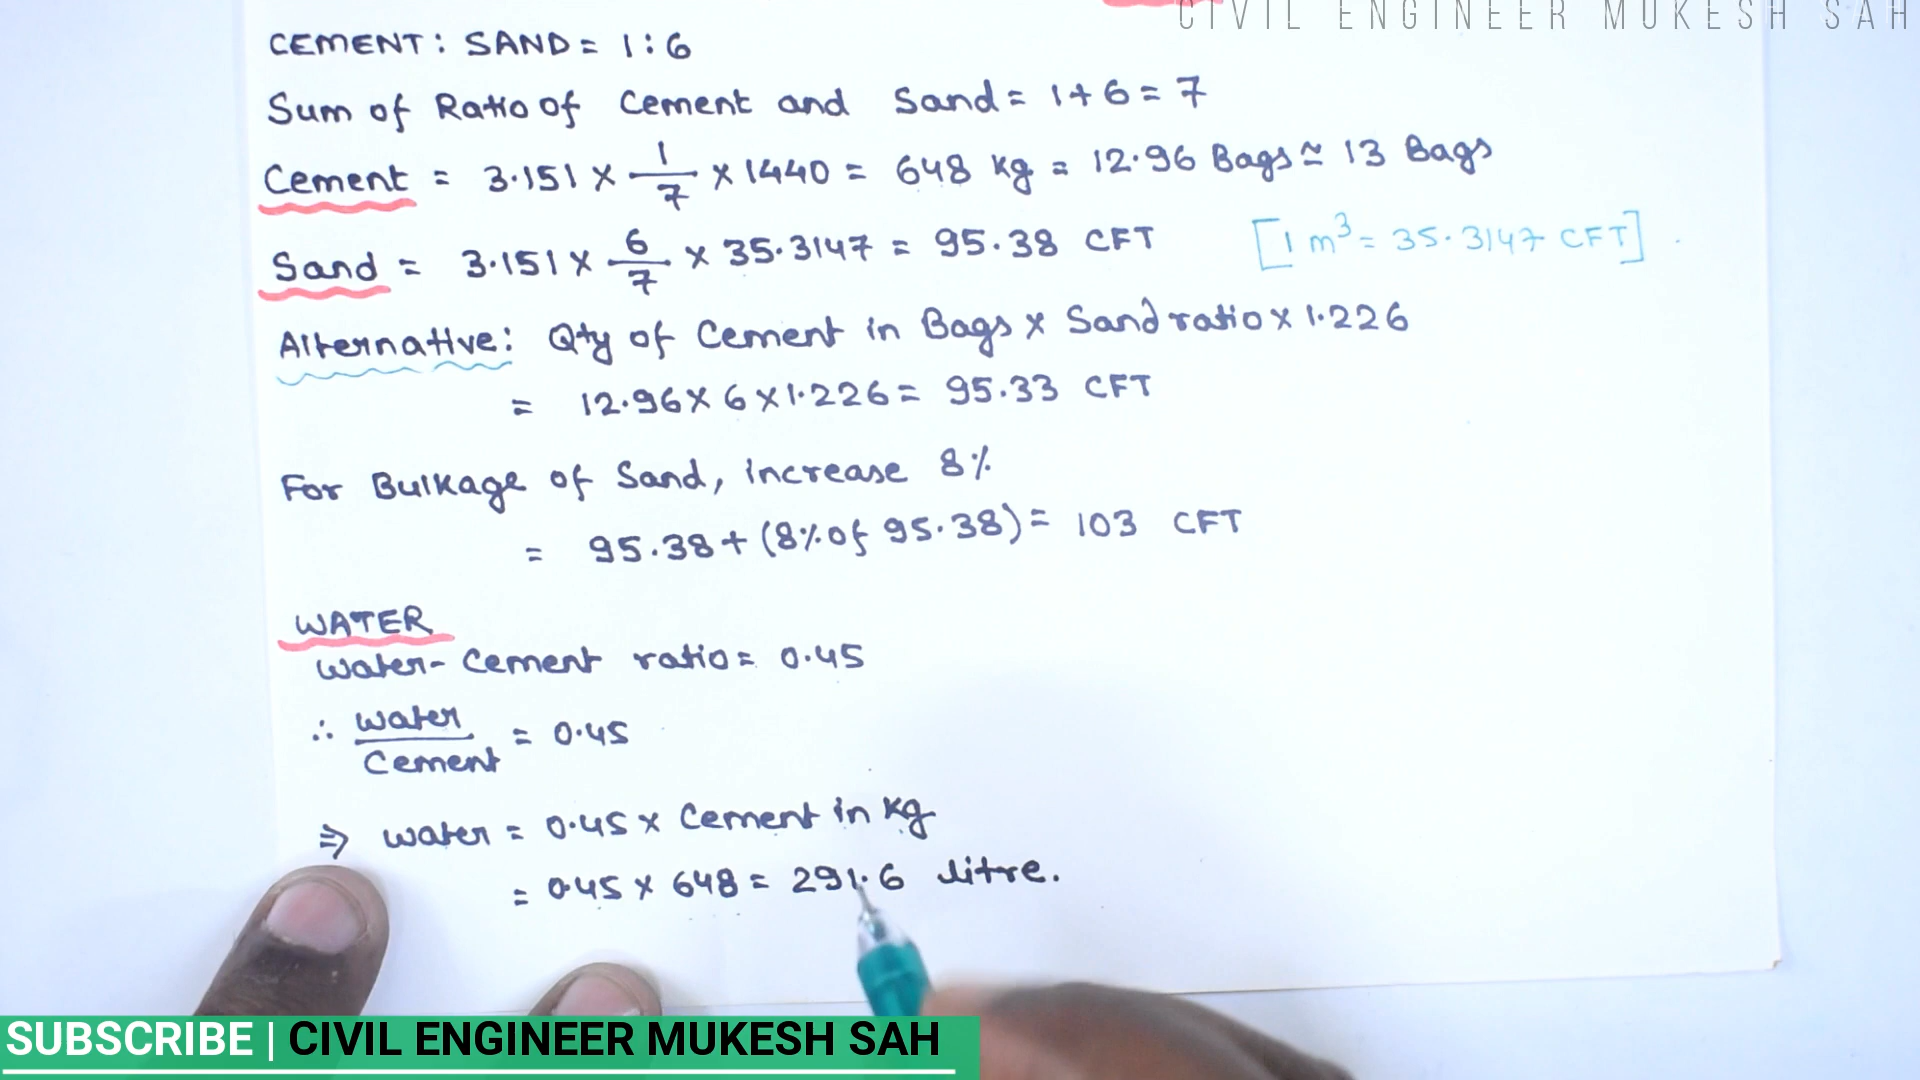 CIVIL ENGINEER MUKESH SAH
CEMENT: SAND = 1:6
Sum of Ratio of Cement and Sand = 1+6=7
Cement = 3.151 × 1/7 × 1440 = 648 kg = 12.96 Bags ≃ 13 Bags
Sand = 3.151 × 6/7 × 35.3147 = 95.38 CFT [1 m³ = 35.3147 CFT]
Alternative: Qty of Cement in Bags × Sand ratio × 1.226
= 12.96 × 6 × 1.226 = 95.33 CFT
For Bulkage of Sand, increase 8%
= 95.38 + (8% of 95.38) = 103 CFT
WATER
Water-Cement ratio = 0.45
∴ Water/Cement = 0.45
⇒ Water = 0.45 × Cement in kg
= 0.45 × 648 = 291.6 litre.
SUBSCRIBE | CIVIL ENGINEER MUKESH SAH